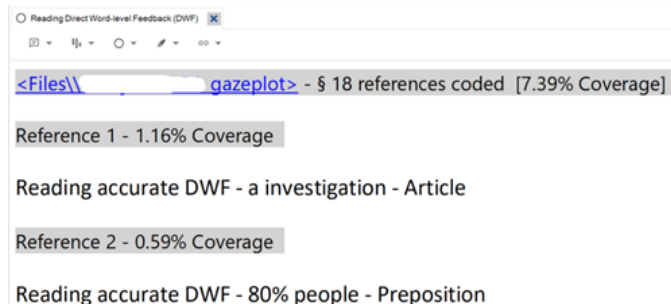 Reading Direct Word-level Feedback (DWF)
<Files\\ gazeplot> - § 18 references coded [7.39% Coverage]
Reference 1 - 1.16% Coverage
Reading accurate DWF - a investigation - Article
Reference 2 - 0.59% Coverage
Reading accurate DWF - 80% people - Preposition